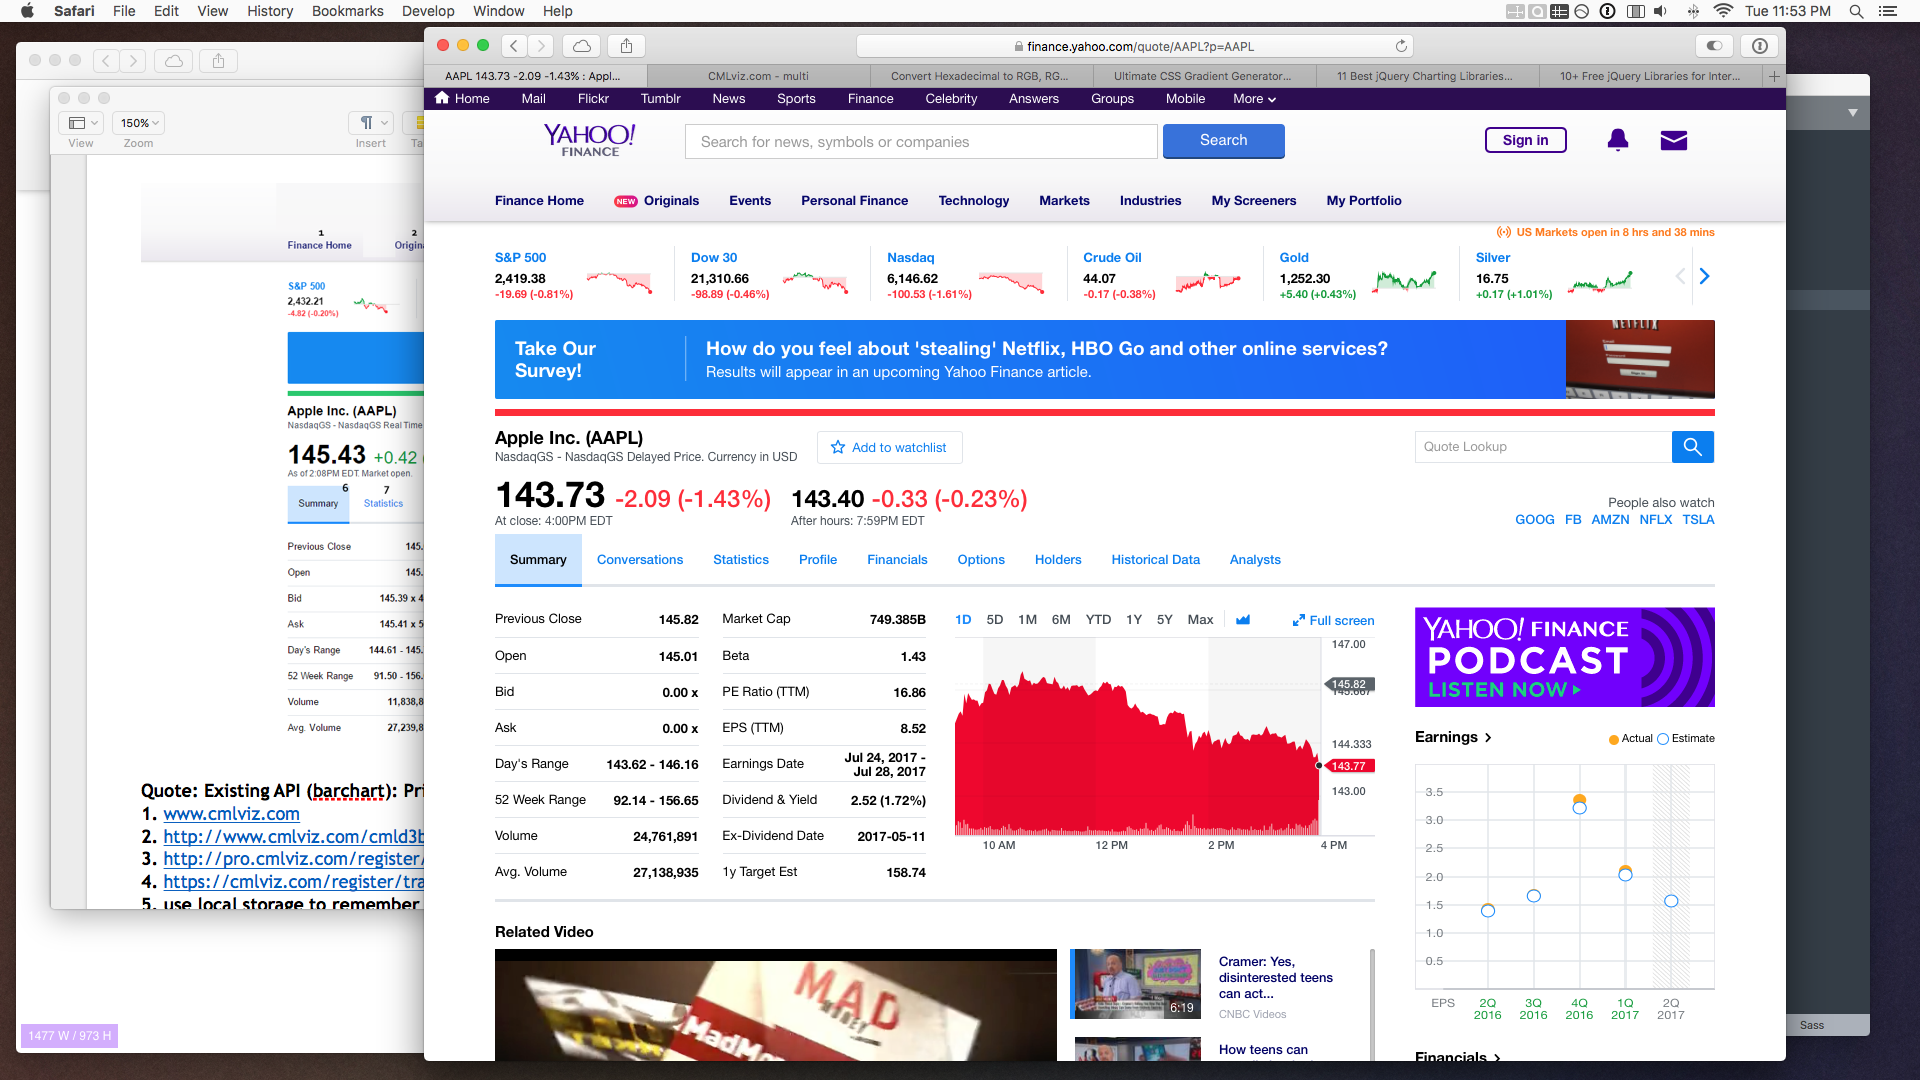 Safari File Edit View History Bookmarks Develop Window Help
Tue 11:53 PM
finance.yahoo.com/quote/AAPL?p=AAPL
AAPL 143.73 -2.09 -1.43% : Appl...
CMLviz.com - multi
Convert Hexadecimal to RGB, RG...
Ultimate CSS Gradient Generator...
11 Best jQuery Charting Libraries...
10+ Free jQuery Libraries for Inter...
Home Mail Flickr Tumblr News Sports Finance Celebrity Answers Groups Mobile More
YAHOO!
FINANCE
Search for news, symbols or companies
Search
Sign in
Finance Home NEW Originals Events Personal Finance Technology Markets Industries My Screeners My Portfolio
US Markets open in 8 hrs and 38 mins
S&P 500
2,419.38
-19.69 (-0.81%)
Dow 30
21,310.66
-98.89 (-0.46%)
Nasdaq
6,146.62
-100.53 (-1.61%)
Crude Oil
44.07
-0.17 (-0.38%)
Gold
1,252.30
+5.40 (+0.43%)
Silver
16.75
+0.17 (+1.01%)
Take Our
Survey!
How do you feel about 'stealing' Netflix, HBO Go and other online services?
Results will appear in an upcoming Yahoo Finance article.
NETFLIX
Apple Inc. (AAPL)
NasdaqGS - NasdaqGS Delayed Price. Currency in USD
Add to watchlist
Quote Lookup
143.73 -2.09 (-1.43%)
At close: 4:00PM EDT
143.40 -0.33 (-0.23%)
After hours: 7:59PM EDT
People also watch
GOOG FB AMZN NFLX TSLA
Summary Conversations Statistics Profile Financials Options Holders Historical Data Analysts
Previous Close 145.82
Open 145.01
Bid 0.00 x
Ask 0.00 x
Day's Range 143.62 - 146.16
52 Week Range 92.14 - 156.65
Volume 24,761,891
Avg. Volume 27,138,935
Market Cap 749.385B
Beta 1.43
PE Ratio (TTM) 16.86
EPS (TTM) 8.52
Earnings Date Jul 24, 2017 -
Jul 28, 2017
Dividend & Yield 2.52 (1.72%)
Ex-Dividend Date 2017-05-11
1y Target Est 158.74
1D 5D 1M 6M YTD 1Y 5Y Max
Full screen
147.00
145.82
144.333
143.77
143.00
10 AM 12 PM 2 PM 4 PM
YAHOO! FINANCE
PODCAST
LISTEN NOW
Earnings
Actual Estimate
3.5
3.0
2.5
2.0
1.5
1.0
0.5
EPS 2Q 3Q 4Q 1Q 2Q
2016 2016 2016 2017 2017
Financials
Related Video
MAD
MONEY
Cramer: Yes,
disinterested teens
can act...
CNBC Videos
6:19
How teens can
150%
View Zoom Insert
1 2
Finance Home
S&P 500
2,432.21
-4.82 (-0.20%)
Apple Inc. (AAPL)
NasdaqGS - NasdaqGS Real Time
145.43 +0.42
As of 2:08PM EDT. Market open.
6 7
Summary Statistics
Previous Close 145.
Open 145.
Bid 145.39 x 4
Ask 145.41 x 5
Day's Range 144.61 - 145.
52 Week Range 91.50 - 156.
Volume 11,838,8
Avg. Volume 27,239,8
Quote: Existing API (barchart): Pri
1. www.cmlviz.com
2. http://www.cmlviz.com/cmld3b
3. http://pro.cmlviz.com/register/
4. https://cmlviz.com/register/tra
5. use local storage to remember
1477 W / 973 H
Sass